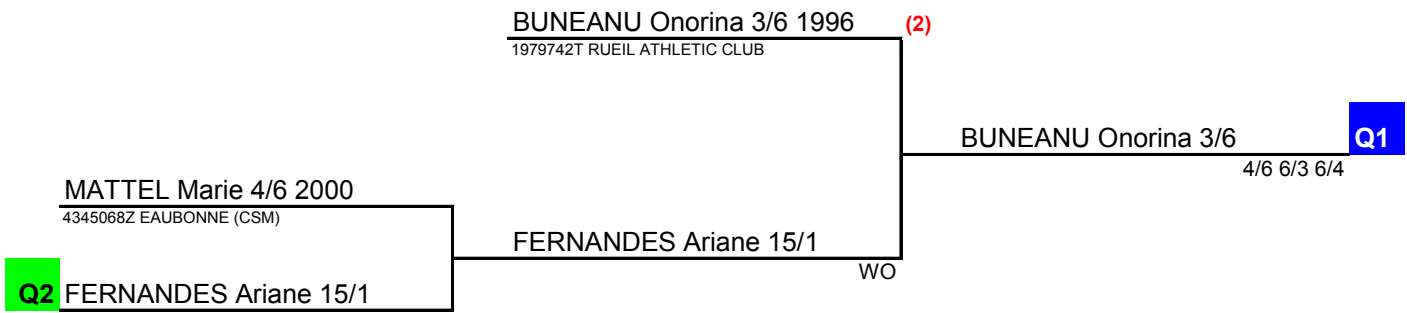 BUNEANU Onorina 3/6 1996 (2)
1979742T RUEIL ATHLETIC CLUB
BUNEANU Onorina 3/6 Q1
4/6 6/3 6/4
MATTEL Marie 4/6 2000
4345068Z EAUBONNE (CSM)
FERNANDES Ariane 15/1
WO
Q2 FERNANDES Ariane 15/1